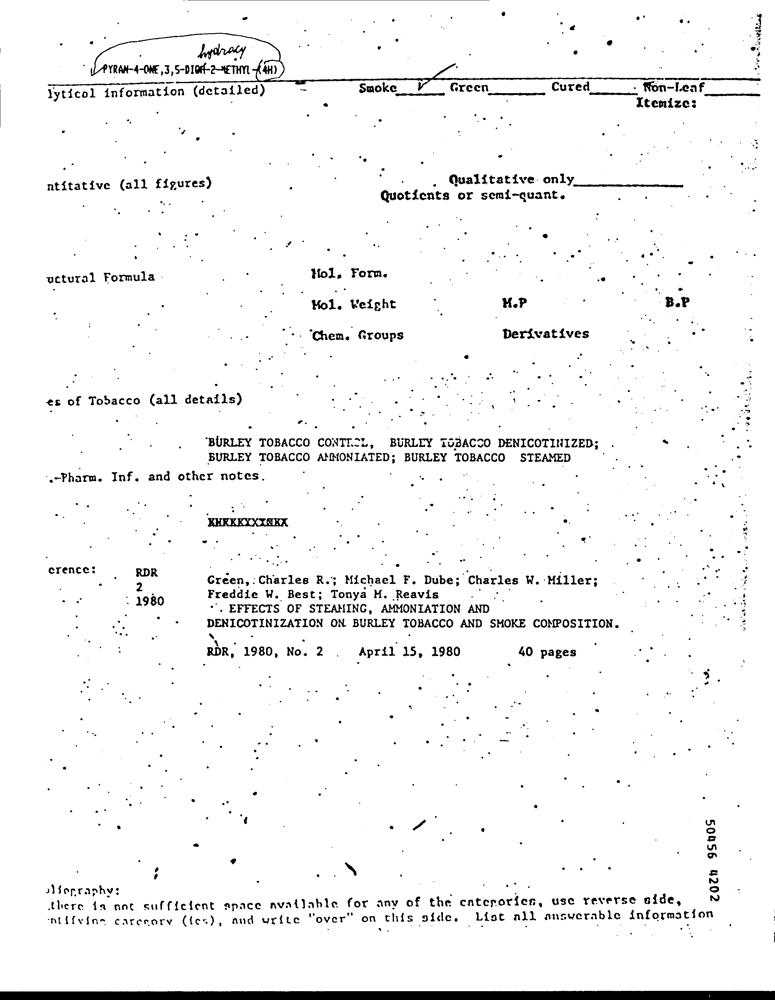 hydroxy
PYRAN-4-ONE,3,5-DIOH-2-METHYL-(4H)
lytical information (detailed) Smoke ✓ Green Cured Non-Leaf
Itemize:
ntitative (all figures) Qualitative only
Quotients or semi-quant.
uctural Formula Mol. Form.
Mol. Weight M.P B.P
Chem. Groups Derivatives
es of Tobacco (all details)
BURLEY TOBACCO CONTROL, BURLEY TOBACCO DENICOTINIZED;
BURLEY TOBACCO AMMONIATED; BURLEY TOBACCO STEAMED
.-Pharm. Inf. and other notes.
erence: RDR
2
1980
Green, Charles R.; Michael F. Dube; Charles W. Miller;
Freddie W. Best; Tonya M. Reavis
EFFECTS OF STEAMING, AMMONIATION AND
DENICOTINIZATION ON BURLEY TOBACCO AND SMOKE COMPOSITION.
RDR, 1980, No. 2 April 15, 1980 40 pages
50856 4202
bliography:
there is not sufficient space available for any of the categories, use reverse side,
ntifying category (ies), and write "over" on this side. List all answerable information